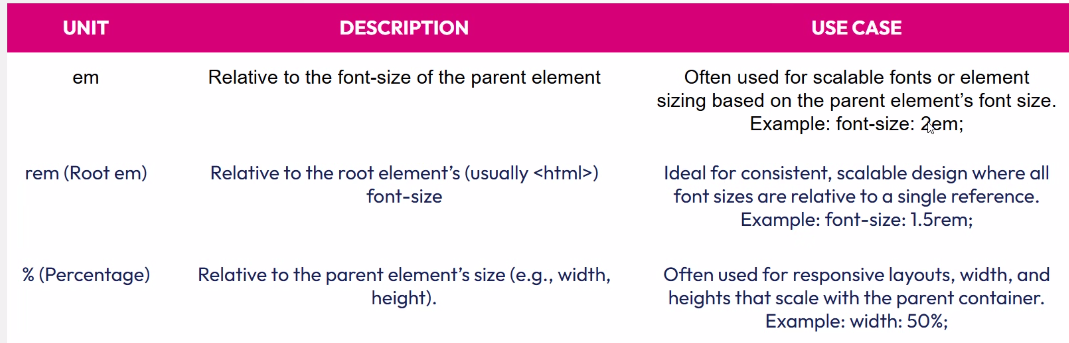 UNIT DESCRIPTION USE CASE
em Relative to the font-size of the parent element Often used for scalable fonts or element
sizing based on the parent element's font size.
Example: font-size: 2em;
rem (Root em) Relative to the root element's (usually <html>) Ideal for consistent, scalable design where all
font-size font sizes are relative to a single reference.
Example: font-size: 1.5rem;
% (Percentage) Relative to the parent element's size (e.g., width, Often used for responsive layouts, width, and
height). heights that scale with the parent container.
Example: width: 50%;